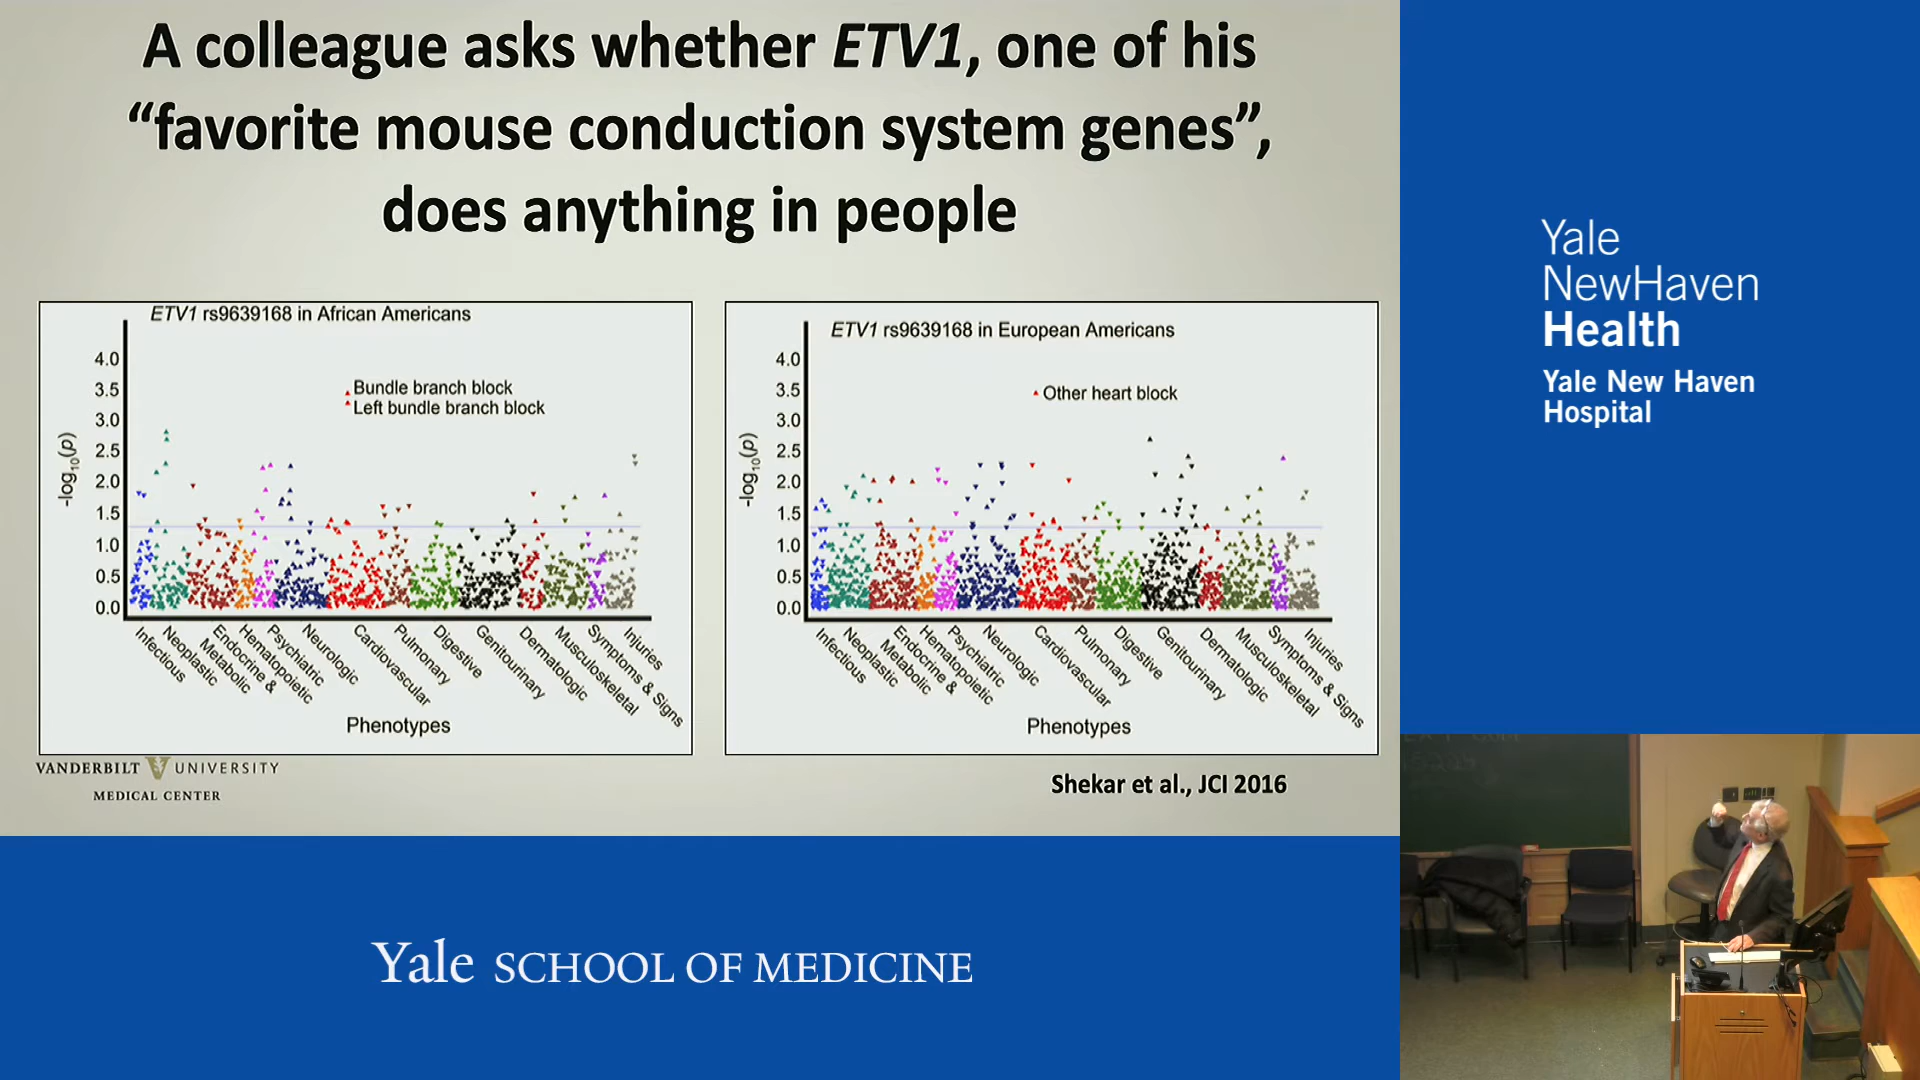 A colleague asks whether ETV1, one of his
“favorite mouse conduction system genes”,
does anything in people
ETV1 rs9639168 in African Americans
4.0
3.5
3.0
2.5
2.0
1.5
1.0
0.5
0.0
-log10(p)
Bundle branch block
Left bundle branch block
Infectious
Neoplastic
Endocrine &
Metabolic
Hematopoietic
Psychiatric
Neurologic
Cardiovascular
Pulmonary
Digestive
Genitourinary
Dermatologic
Musculoskeletal
Symptoms & Signs
Injuries
Phenotypes
ETV1 rs9639168 in European Americans
4.0
3.5
3.0
2.5
2.0
1.5
1.0
0.5
0.0
-log10(p)
Other heart block
Infectious
Neoplastic
Endocrine &
Metabolic
Hematopoietic
Psychiatric
Neurologic
Cardiovascular
Pulmonary
Digestive
Genitourinary
Dermatologic
Musculoskeletal
Symptoms & Signs
Injuries
Phenotypes
VANDERBILT UNIVERSITY
MEDICAL CENTER
Shekar et al., JCI 2016
Yale
NewHaven
Health
Yale New Haven
Hospital
Yale SCHOOL OF MEDICINE